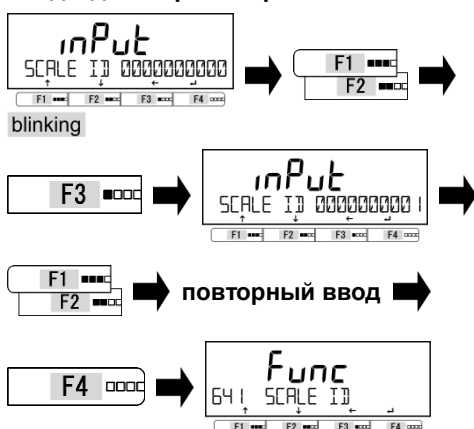 inPut
SCALE ID 0000000000
↑ ↓ ← ↵
F1 F2 F3 F4
blinking
F1
F2
F3
inPut
SCALE ID 0000000001
↑ ↓ ← ↵
F1 F2 F3 F4
F1
F2
повторный ввод
F4
Func
641 SCALE ID
↑ ↓ ← ↵
F1 F2 F3 F4